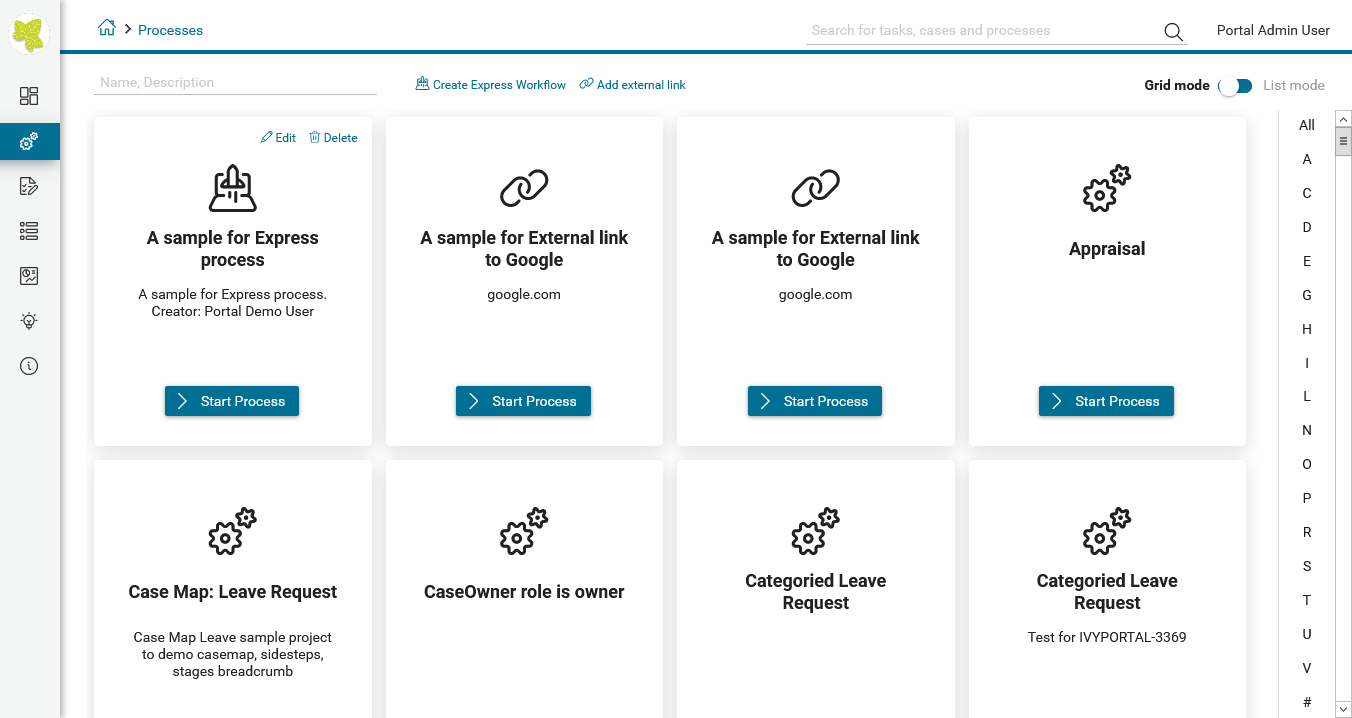 Processes
Search for tasks, cases and processes
Portal Admin User
Name, Description
Create Express Workflow
Add external link
Grid mode
List mode
Edit
Delete
A sample for Express
process
A sample for Express process.
Creator: Portal Demo User
Start Process
A sample for External link
to Google
google.com
Start Process
A sample for External link
to Google
google.com
Start Process
Appraisal
Start Process
Case Map: Leave Request
Case Map Leave sample project
to demo casemap, sidesteps,
stages breadcrumb
CaseOwner role is owner
Categoried Leave
Request
Categoried Leave
Request
Test for IVYPORTAL-3369
All
A
C
D
E
G
H
I
L
N
O
P
R
S
T
U
V
#